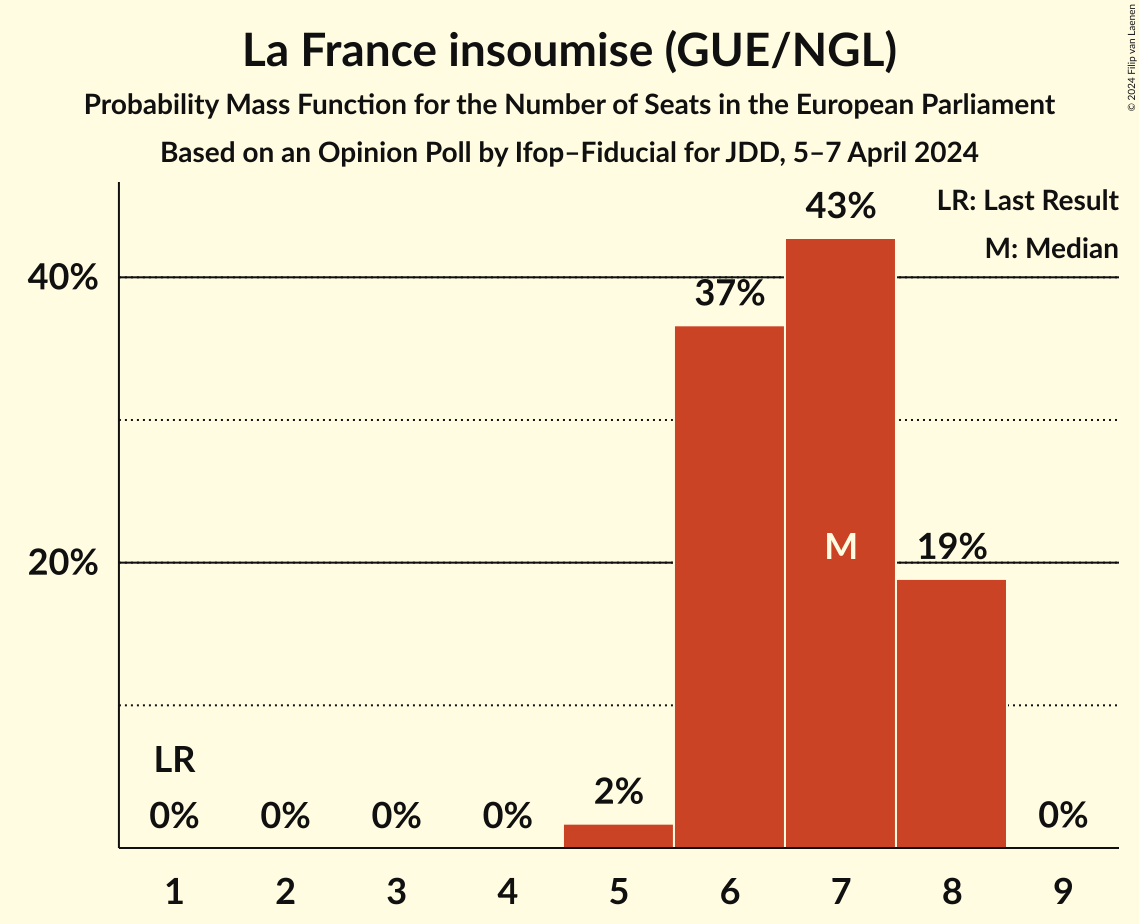 La France insoumise (GUE/NGL)
Probability Mass Function for the Number of Seats in the European Parliament
Based on an Opinion Poll by Ifop–Fiducial for JDD, 5–7 April 2024
© 2024 Filip van Laenen
LR: Last Result
M: Median
43%
40%
37%
20%
M
19%
LR
0%
0%
0%
0%
2%
0%
1 2 3 4 5 6 7 8 9